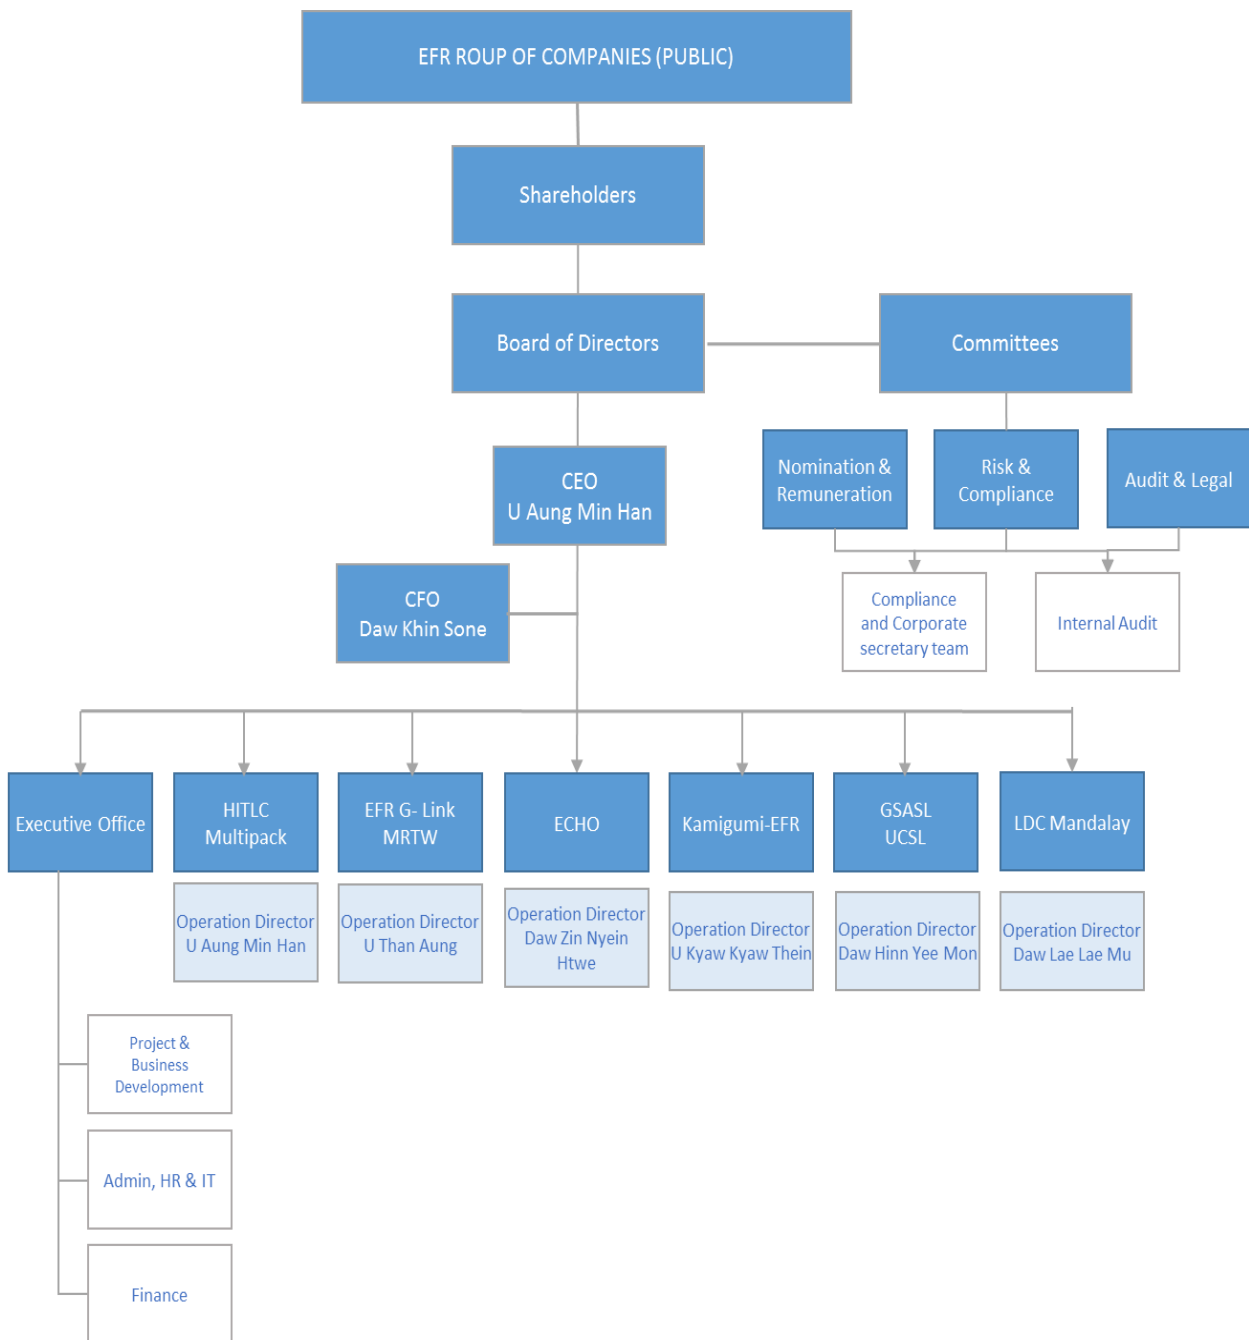 EFR ROUP OF COMPANIES (PUBLIC)
Shareholders
Board of Directors
Committees
Nomination &
Remuneration
Risk &
Compliance
Audit & Legal
CEO
U Aung Min Han
CFO
Daw Khin Sone
Compliance
and Corporate
secretary team
Internal Audit
Executive Office
HITLC
Multipack
EFR G- Link
MRTW
ECHO
Kamigumi-EFR
GSASL
UCSL
LDC Mandalay
Operation Director
U Aung Min Han
Operation Director
U Than Aung
Operation Director
Daw Zin Nyein
Htwe
Operation Director
U Kyaw Kyaw Thein
Operation Director
Daw Hinn Yee Mon
Operation Director
Daw Lae Lae Mu
Project &
Business
Development
Admin, HR & IT
Finance